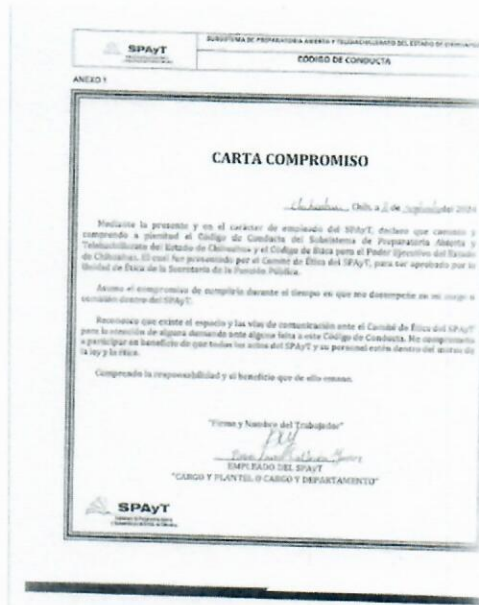 SPAyT
SUBSISTEMA DE PREPARATORIA ABIERTA Y TELEBACHILLERATO DEL ESTADO DE CHIHUAHUA
CÓDIGO DE CONDUCTA
ANEXO 1
CARTA COMPROMISO
Chih, a de del 2024
Mediante la presente y en el carácter de empleado del SPAyT, declaro que conozco y
comprendo a plenitud el Código de Conducta del Subsistema de Preparatoria Abierta y
Telebachillerato del Estado de Chihuahua y el Código de Ética para el Poder Ejecutivo del Estado
de Chihuahua. El cual fue presentado por el Comité de Ética del SPAyT, para ser aprobado por la
Unidad de Ética de la Secretaría de la Función Pública.
Asumo el compromiso de cumplirlo durante el tiempo en que me desempeñe en mi cargo o
comisión dentro del SPAyT.
Reconozco que existe el espacio y las vías de comunicación ante el Comité de Ética del SPAyT
para la atención de alguna demanda ante alguna falta a este Código de Conducta. Me comprometo
a participar en beneficio de que todos los actos del SPAyT y su personal estén dentro del marco de
la ley y la ética.
Comprendo la responsabilidad y el beneficio que de ello emana.
"Firma y Nombre del Trabajador"
EMPLEADO DEL SPAyT
"CARGO Y PLANTEL O CARGO Y DEPARTAMENTO"
SPAyT